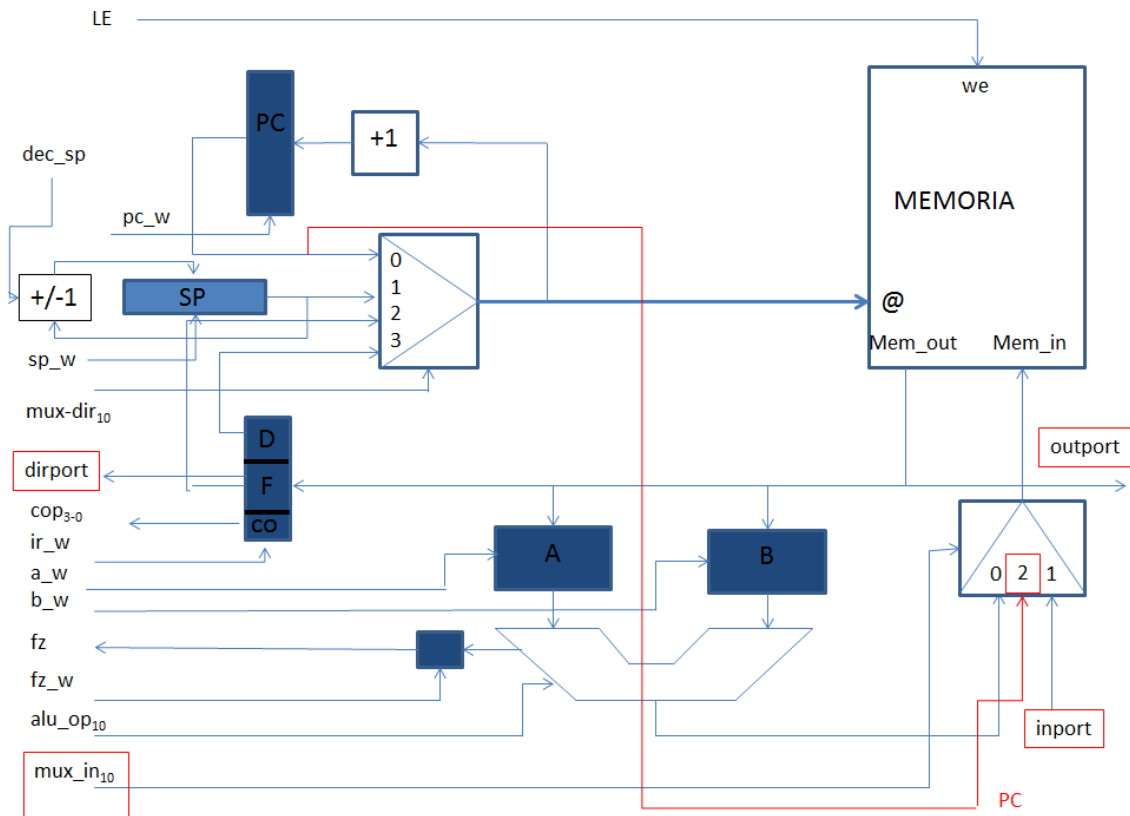 LE
we
PC
+1
dec_sp
MEMORIA
pc_w
0
1
2
3
+/-1
SP
@
Mem_out
Mem_in
sp_w
mux-dir10
D
outport
dirport
F
cop3-0
co
ir_w
A
B
a_w
0 2 1
b_w
fz
fz_w
alu_op10
inport
mux_in10
PC